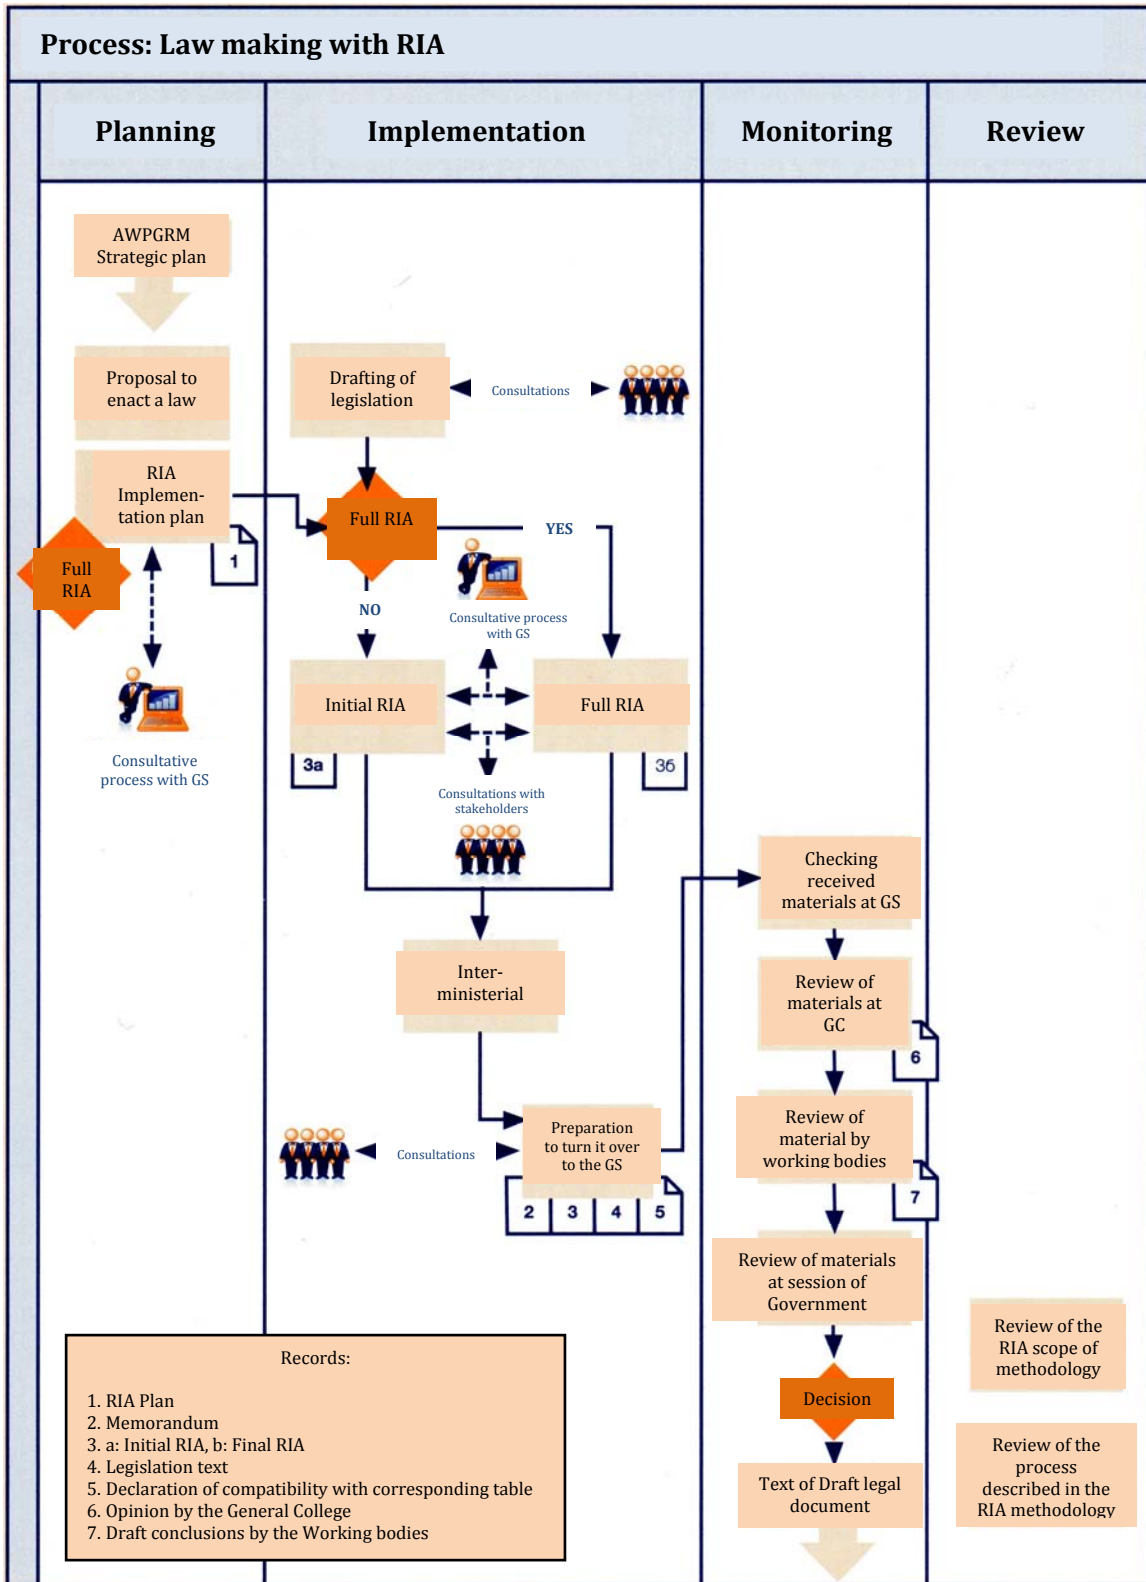 Process: Law making with RIA
Planning
Implementation
Monitoring
Review
AWPGRM
Strategic plan
Proposal to
enact a law
RIA
Implemen-
tation plan
1
Full
RIA
Consultative
process with GS
Drafting of
legislation
Consultations
Full RIA
YES
NO
Consultative process
with GS
Initial RIA
Full RIA
3a
3б
Consultations with
stakeholders
Inter-
ministerial
Consultations
Preparation
to turn it over
to the GS
2
3
4
5
Checking
received
materials at GS
Review of
materials at
GC
6
Review of
material by
working bodies
7
Review of materials
at session of
Government
Decision
Text of Draft legal
document
Review of the
RIA scope of
methodology
Review of the
process
described in the
RIA methodology
Records:
1. RIA Plan
2. Memorandum
3. a: Initial RIA, b: Final RIA
4. Legislation text
5. Declaration of compatibility with corresponding table
6. Opinion by the General College
7. Draft conclusions by the Working bodies